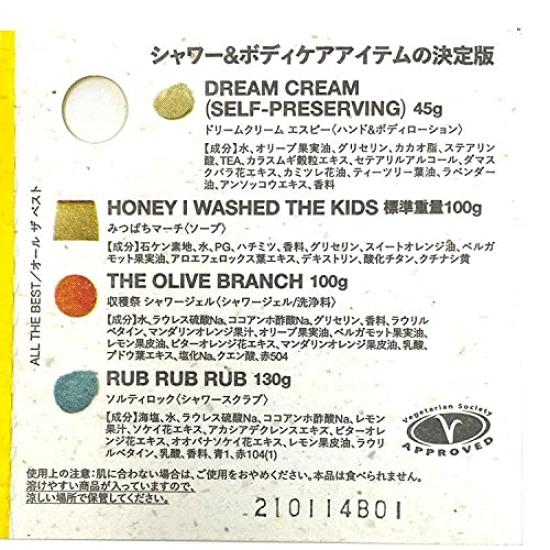 シャワー&ボディケアアイテムの決定版
DREAM CREAM
(SELF-PRESERVING) 45g
ドリームクリーム エスピー〈ハンド&ボディローション〉
【成分】水、オリーブ果実油、グリセリン、カカオ脂、ステアリン
酸、TEA、カラスムギ穀粒エキス、セテアリルアルコール、ダマス
クバラ花エキス、カミツレ花油、ティーツリー葉油、ラベンダー
油、アンソッコウエキス、香料
HONEY I WASHED THE KIDS 標準重量100g
みつばちマーチ〈ソープ〉
【成分】石ケン素地、水、PG、ハチミツ、香料、グリセリン、スイートオレンジ油、ベルガ
モット果実油、アロエフェロックス葉エキス、デキストリン、酸化チタン、クチナシ黄
THE OLIVE BRANCH 100g
収穫祭 シャワージェル〈シャワージェル/洗浄料〉
【成分】水、ラウレス硫酸Na、ココアンホ酢酸Na、グリセリン、香料、ラウリル
ベタイン、マンダリンオレンジ果汁、オリーブ果実油、ベルガモット果実油、
レモン果皮油、ビターオレンジ花エキス、マンダリンオレンジ果皮油、乳酸、
ブドウ葉エキス、塩化Na、クエン酸、赤504
RUB RUB RUB 130g
ソルティロック〈シャワースクラブ〉
【成分】海塩、水、ラウレス硫酸Na、ココアンホ酢酸Na、レモン
果汁、ソケイ花エキス、アカシアデクレンスエキス、ビターオレ
ンジ花エキス、オオバナソケイ花エキス、レモン果皮油、ラウリ
ルベタイン、乳酸、香料、青1、赤104(1)
使用上の注意:肌に合わない場合は、ご使用をおやめください。本品は食べられません。
溶けやすい商品が入っていますので、
涼しい場所で保管してください。
210114B01
ALL THE BEST/オール ザ ベスト
Vegetarian Society
APPROVED